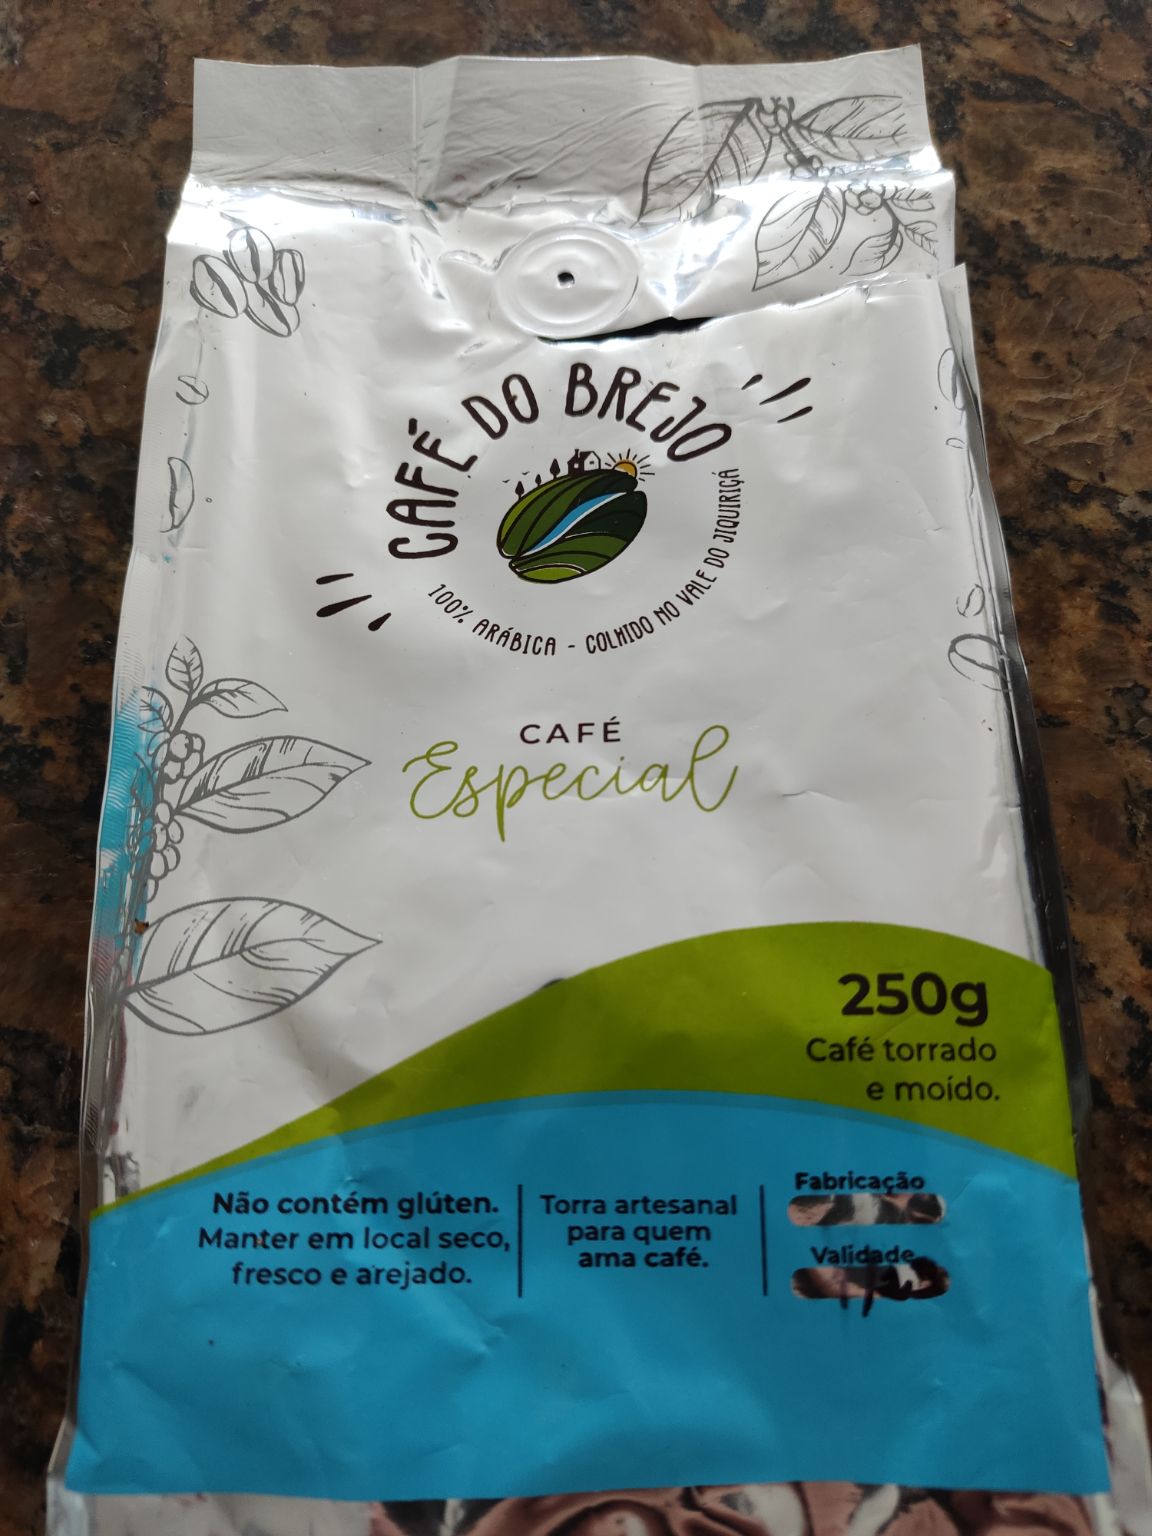 CAFÉ DO BREJO
100% ARÁBICA - COLHIDO NO VALE DO JIQUIRIÇÁ
CAFÉ
Especial
250g
Café torrado
e moído.
Não contém glúten.
Manter em local seco,
fresco e arejado.
Torra artesanal
para quem
ama café.
Fabricação
Validade